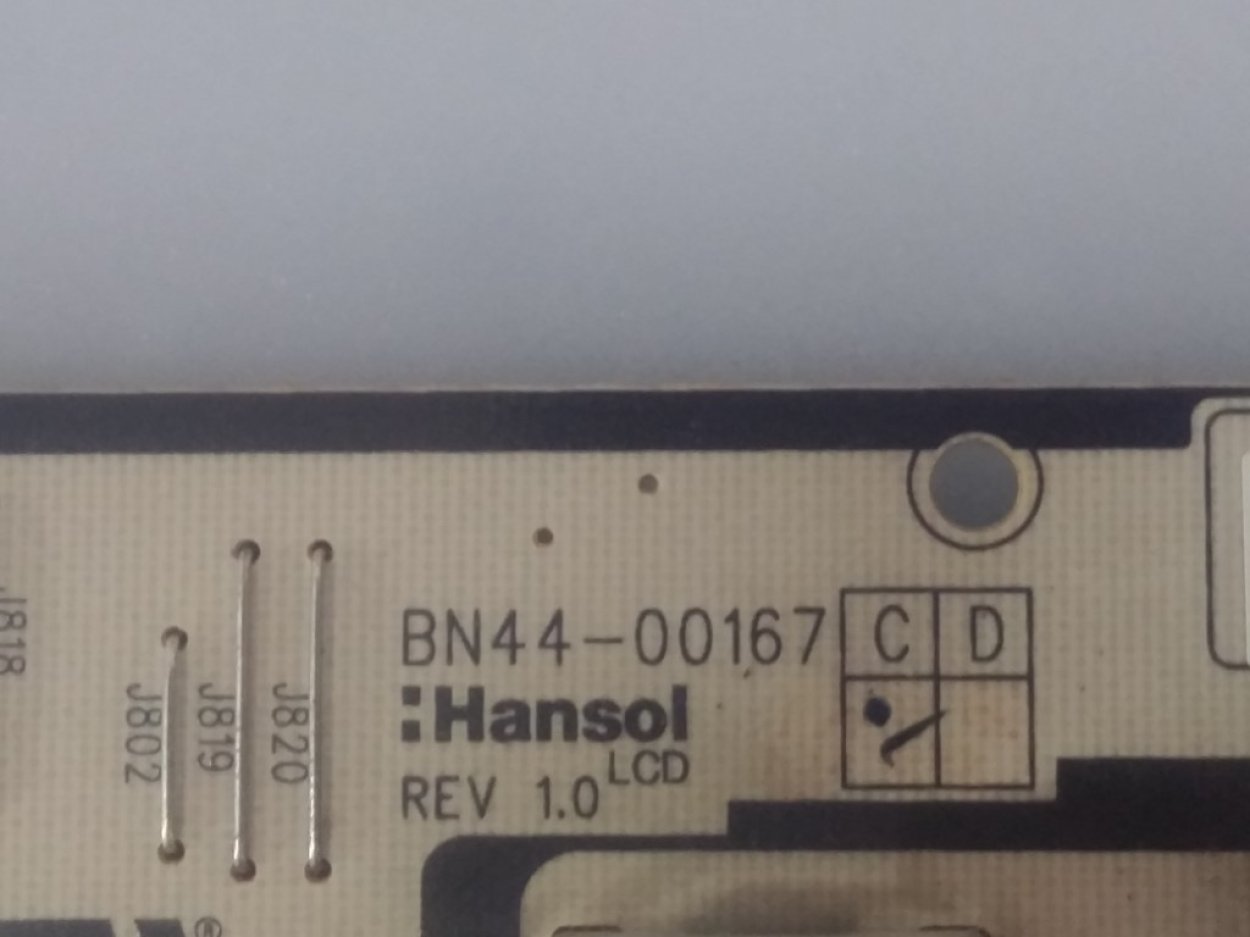 BN44-00167
C D
:Hansol
LCD
REV 1.0
J818
J802
J819
J820
®